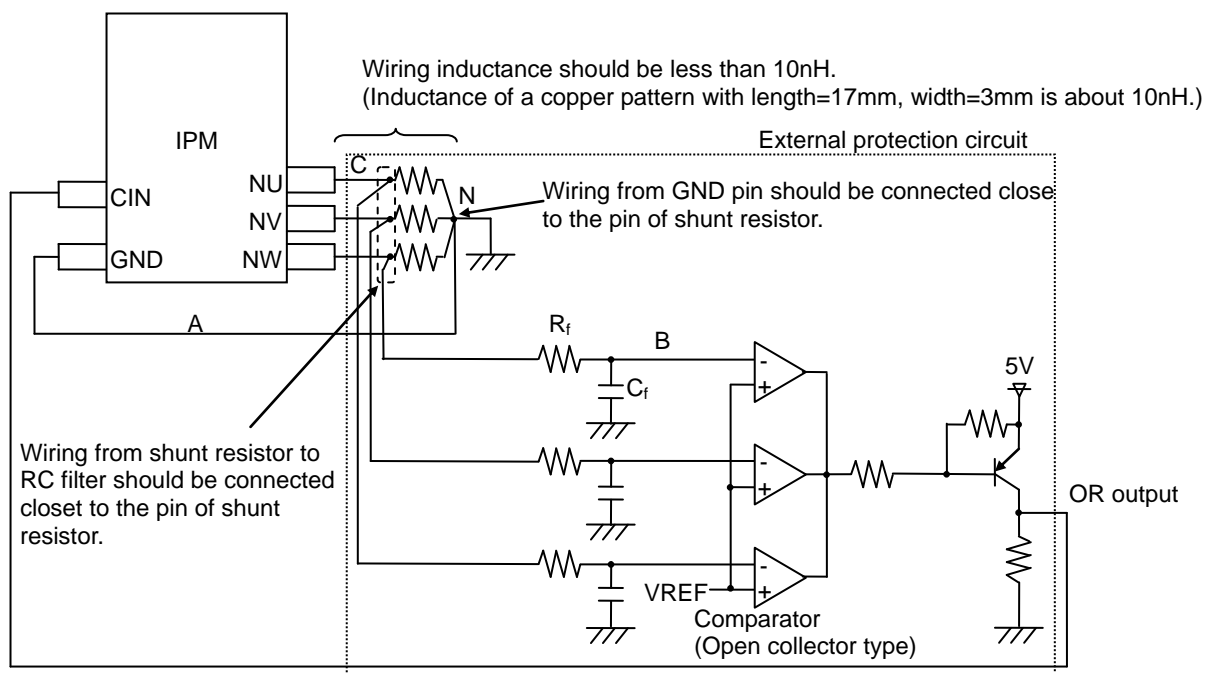 Wiring inductance should be less than 10nH.
(Inductance of a copper pattern with length=17mm, width=3mm is about 10nH.)
External protection circuit
IPM
C
NU
CIN
N
Wiring from GND pin should be connected close
to the pin of shunt resistor.
NV
GND
NW
A
Rf
B
5V
-
+
Cf
Wiring from shunt resistor to
RC filter should be connected
closet to the pin of shunt
resistor.
-
+
OR output
-
+
VREF
Comparator
(Open collector type)